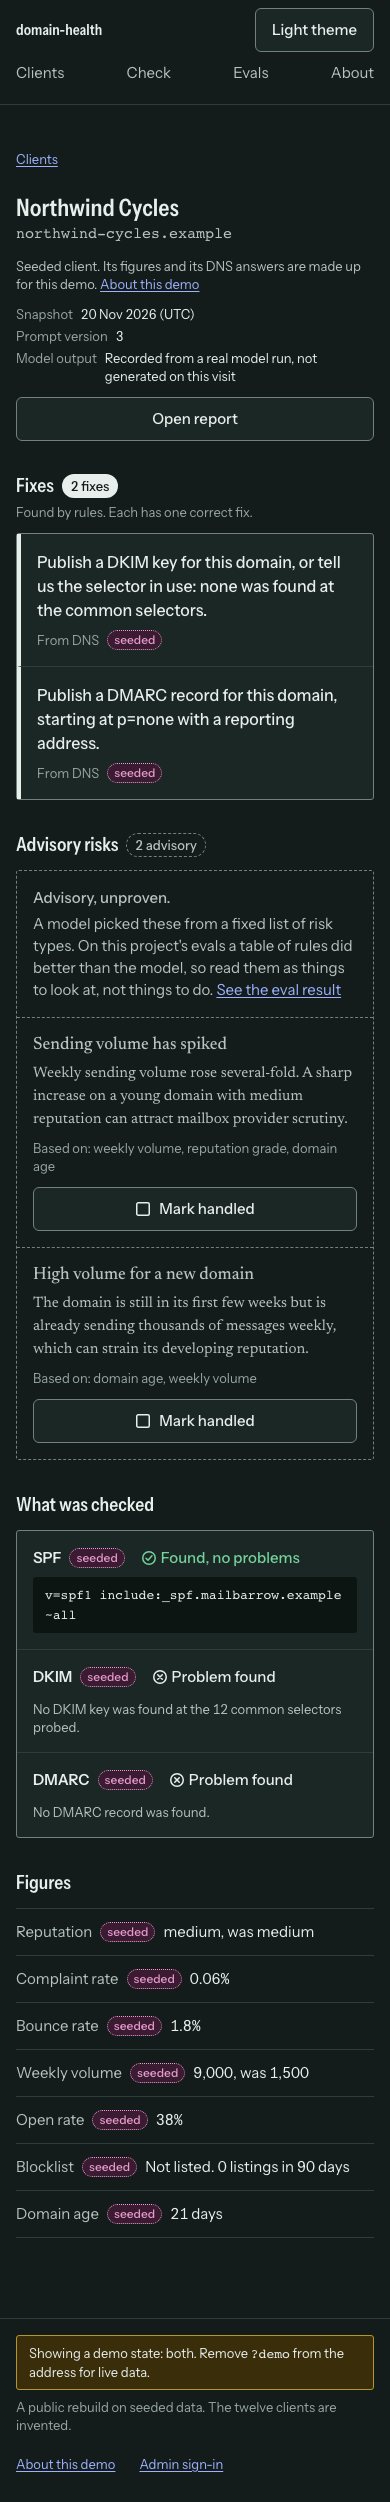 domain-health
Light theme
Clients
Check
Evals
About
Clients
Northwind Cycles
northwind-cycles.example
Seeded client. Its figures and its DNS answers are made up
for this demo. About this demo
Snapshot 20 Nov 2026 (UTC)
Prompt version 3
Model output Recorded from a real model run, not
generated on this visit
Open report
Fixes 2 fixes
Found by rules. Each has one correct fix.
Publish a DKIM key for this domain, or tell
us the selector in use: none was found at
the common selectors.
From DNS seeded
Publish a DMARC record for this domain,
starting at p=none with a reporting
address.
From DNS seeded
Advisory risks 2 advisory
Advisory, unproven.
A model picked these from a fixed list of risk
types. On this project's evals a table of rules did
better than the model, so read them as things
to look at, not things to do. See the eval result
Sending volume has spiked
Weekly sending volume rose several-fold. A sharp
increase on a young domain with medium
reputation can attract mailbox provider scrutiny.
Based on: weekly volume, reputation grade, domain
age
Mark handled
High volume for a new domain
The domain is still in its first few weeks but is
already sending thousands of messages weekly,
which can strain its developing reputation.
Based on: domain age, weekly volume
Mark handled
What was checked
SPF seeded Found, no problems
v=spf1 include:_spf.mailbarrow.example
~all
DKIM seeded Problem found
No DKIM key was found at the 12 common selectors
probed.
DMARC seeded Problem found
No DMARC record was found.
Figures
Reputation seeded medium, was medium
Complaint rate seeded 0.06%
Bounce rate seeded 1.8%
Weekly volume seeded 9,000, was 1,500
Open rate seeded 38%
Blocklist seeded Not listed. 0 listings in 90 days
Domain age seeded 21 days
Showing a demo state: both. Remove ?demo from the
address for live data.
A public rebuild on seeded data. The twelve clients are
invented.
About this demo
Admin sign-in